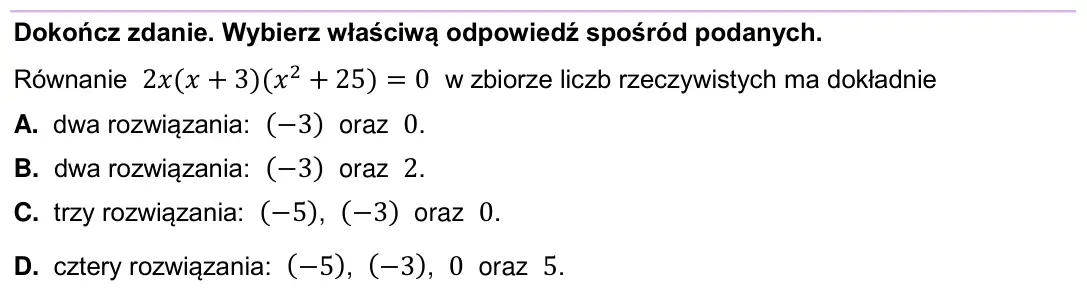 Dokończ zdanie. Wybierz właściwą odpowiedź spośród podanych.
Równanie 2x(x + 3)(x² + 25) = 0 w zbiorze liczb rzeczywistych ma dokładnie
A. dwa rozwiązania: (−3) oraz 0.
B. dwa rozwiązania: (−3) oraz 2.
C. trzy rozwiązania: (−5), (−3) oraz 0.
D. cztery rozwiązania: (−5), (−3), 0 oraz 5.